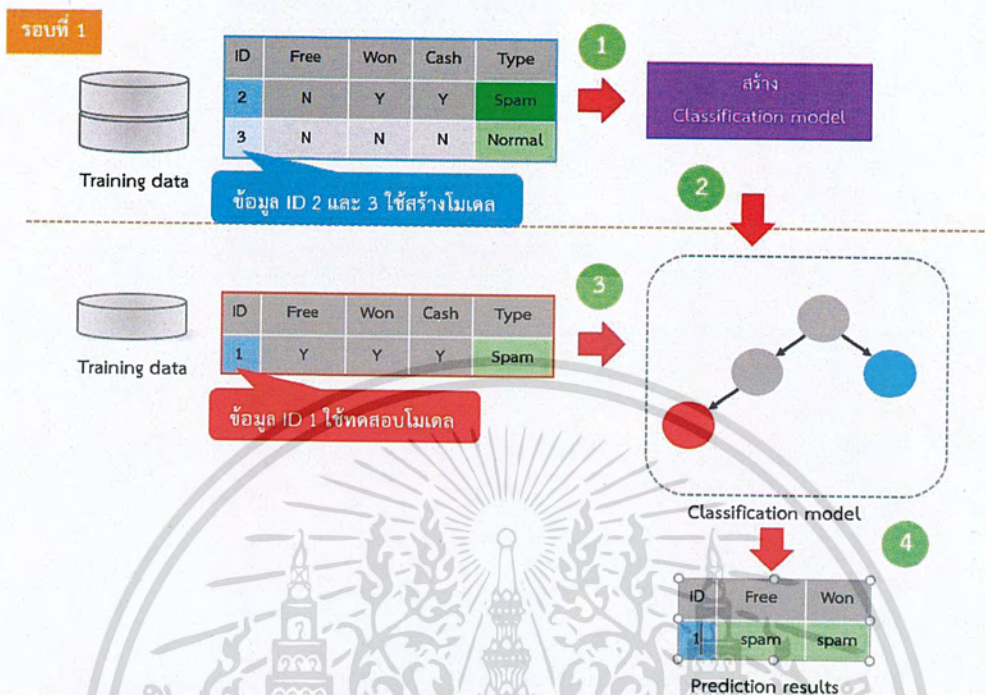 รอบที่ 1
ID Free Won Cash Type
2 N Y Y Spam
3 N N N Normal
1
สร้าง
Classification model
Training data
ข้อมูล ID 2 และ 3 ใช้สร้างโมเดล
2
ID Free Won Cash Type
1 Y Y Y Spam
3
Training data
ข้อมูล ID 1 ใช้ทดสอบโมเดล
Classification model
4
ID Free Won
1 spam spam
Prediction results